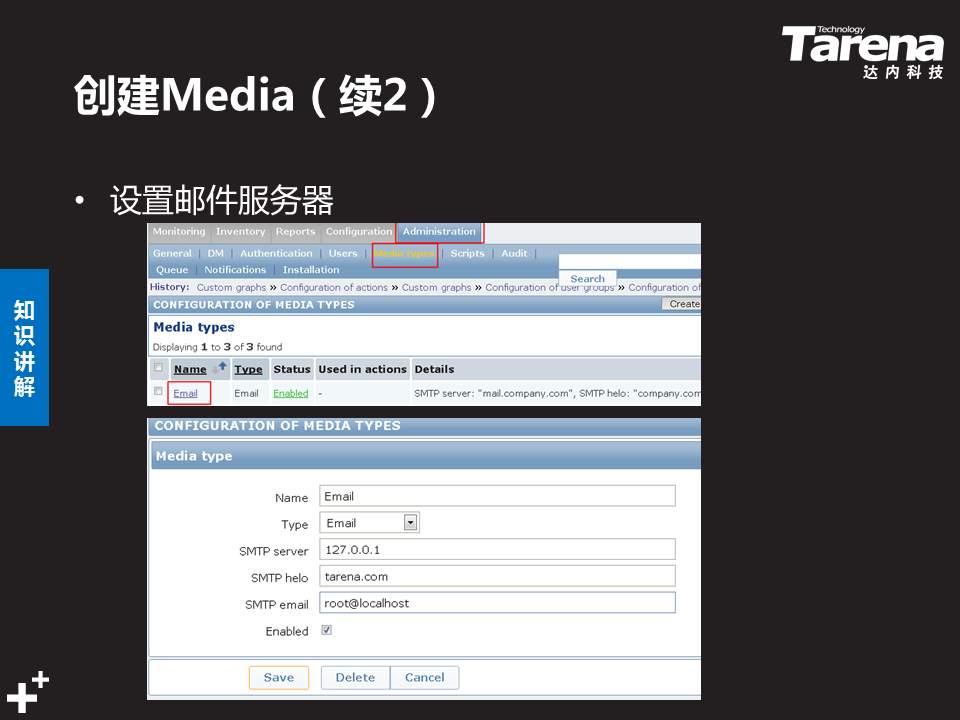 Technology
Tarena
达内科技
创建Media（续2）
• 设置邮件服务器
知识讲解
Monitoring Inventory Reports Configuration Administration
General | DM | Authentication | Users | Media types | Scripts | Audit |
Queue | Notifications | Installation
Search
History: Custom graphs » Configuration of actions » Custom graphs » Configuration of user groups » Configuration of
CONFIGURATION OF MEDIA TYPES Create
Media types
Displaying 1 to 3 of 3 found
Name Type Status Used in actions Details
Email Email Enabled - SMTP server: "mail.company.com", SMTP helo: "company.com
CONFIGURATION OF MEDIA TYPES
Media type
Name Email
Type Email
SMTP server 127.0.0.1
SMTP helo tarena.com
SMTP email root@localhost
Enabled
Save Delete Cancel